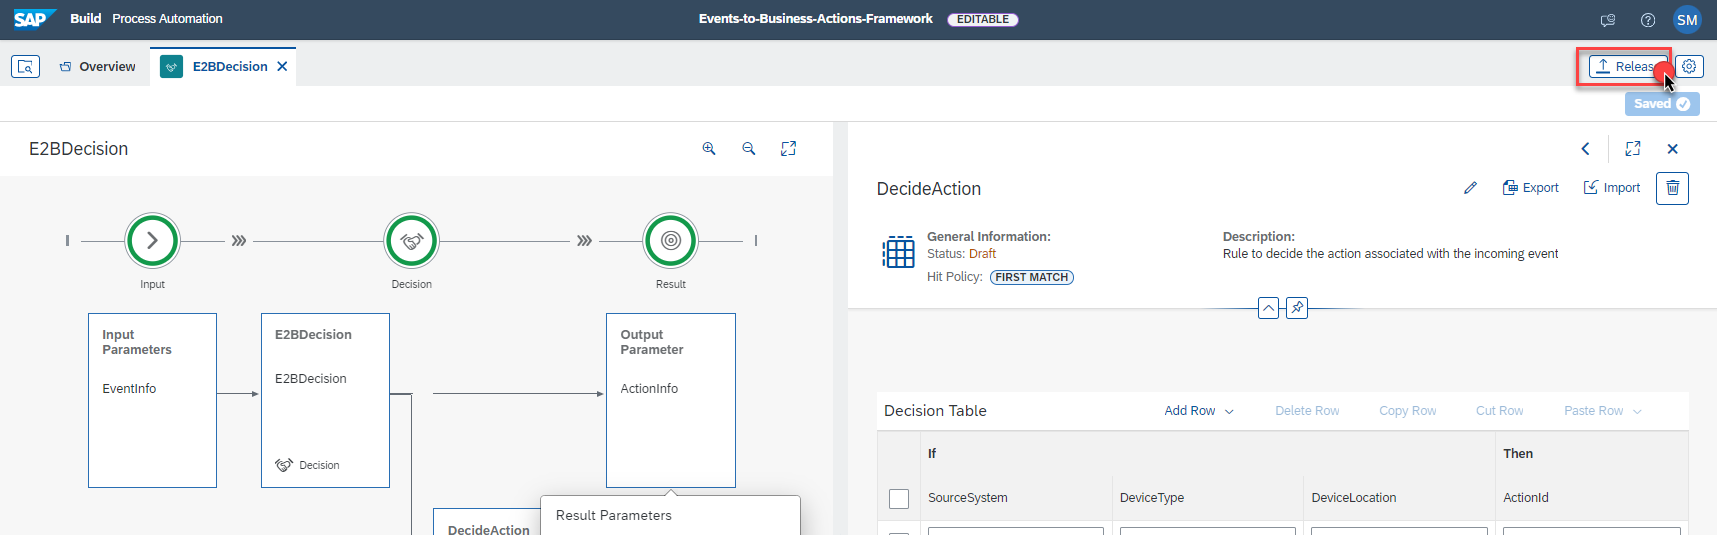 SAP Build Process Automation Events-to-Business-Actions-Framework EDITABLE SM
Overview E2BDecision Releas
Saved
E2BDecision
DecideAction Export Import
General Information: Description:
Status: Draft Rule to decide the action associated with the incoming event
Hit Policy: FIRST MATCH
Input Decision Result
Input
Parameters
EventInfo
E2BDecision
E2BDecision
Decision
Output
Parameter
ActionInfo
DecideAction
Result Parameters
Decision Table Add Row Delete Row Copy Row Cut Row Paste Row
If Then
SourceSystem DeviceType DeviceLocation ActionId